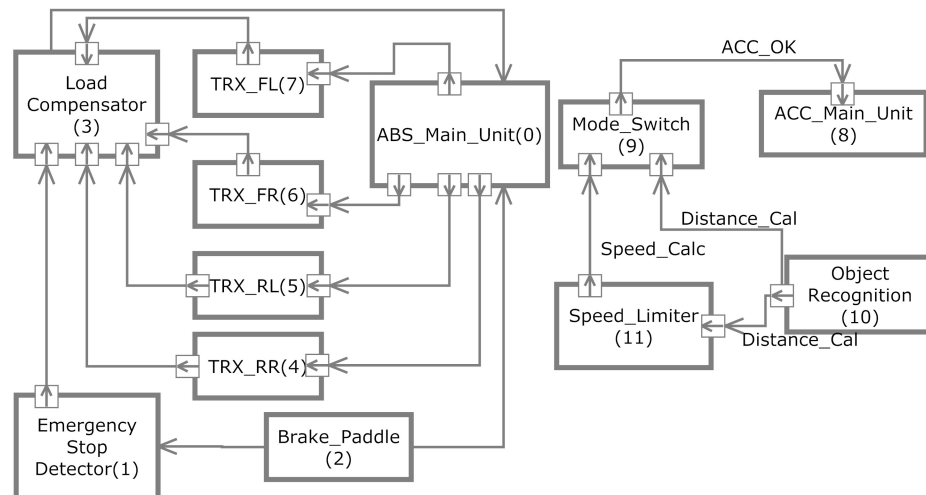 Load
Compensator
(3)
TRX_FL(7)
TRX_FR(6)
TRX_RL(5)
TRX_RR(4)
ABS_Main_Unit(0)
Emergency
Stop
Detector(1)
Brake_Paddle
(2)
ACC_OK
Mode_Switch
(9)
ACC_Main_Unit
(8)
Distance_Cal
Speed_Calc
Object
Recognition
(10)
Speed_Limiter
(11)
Distance_Cal